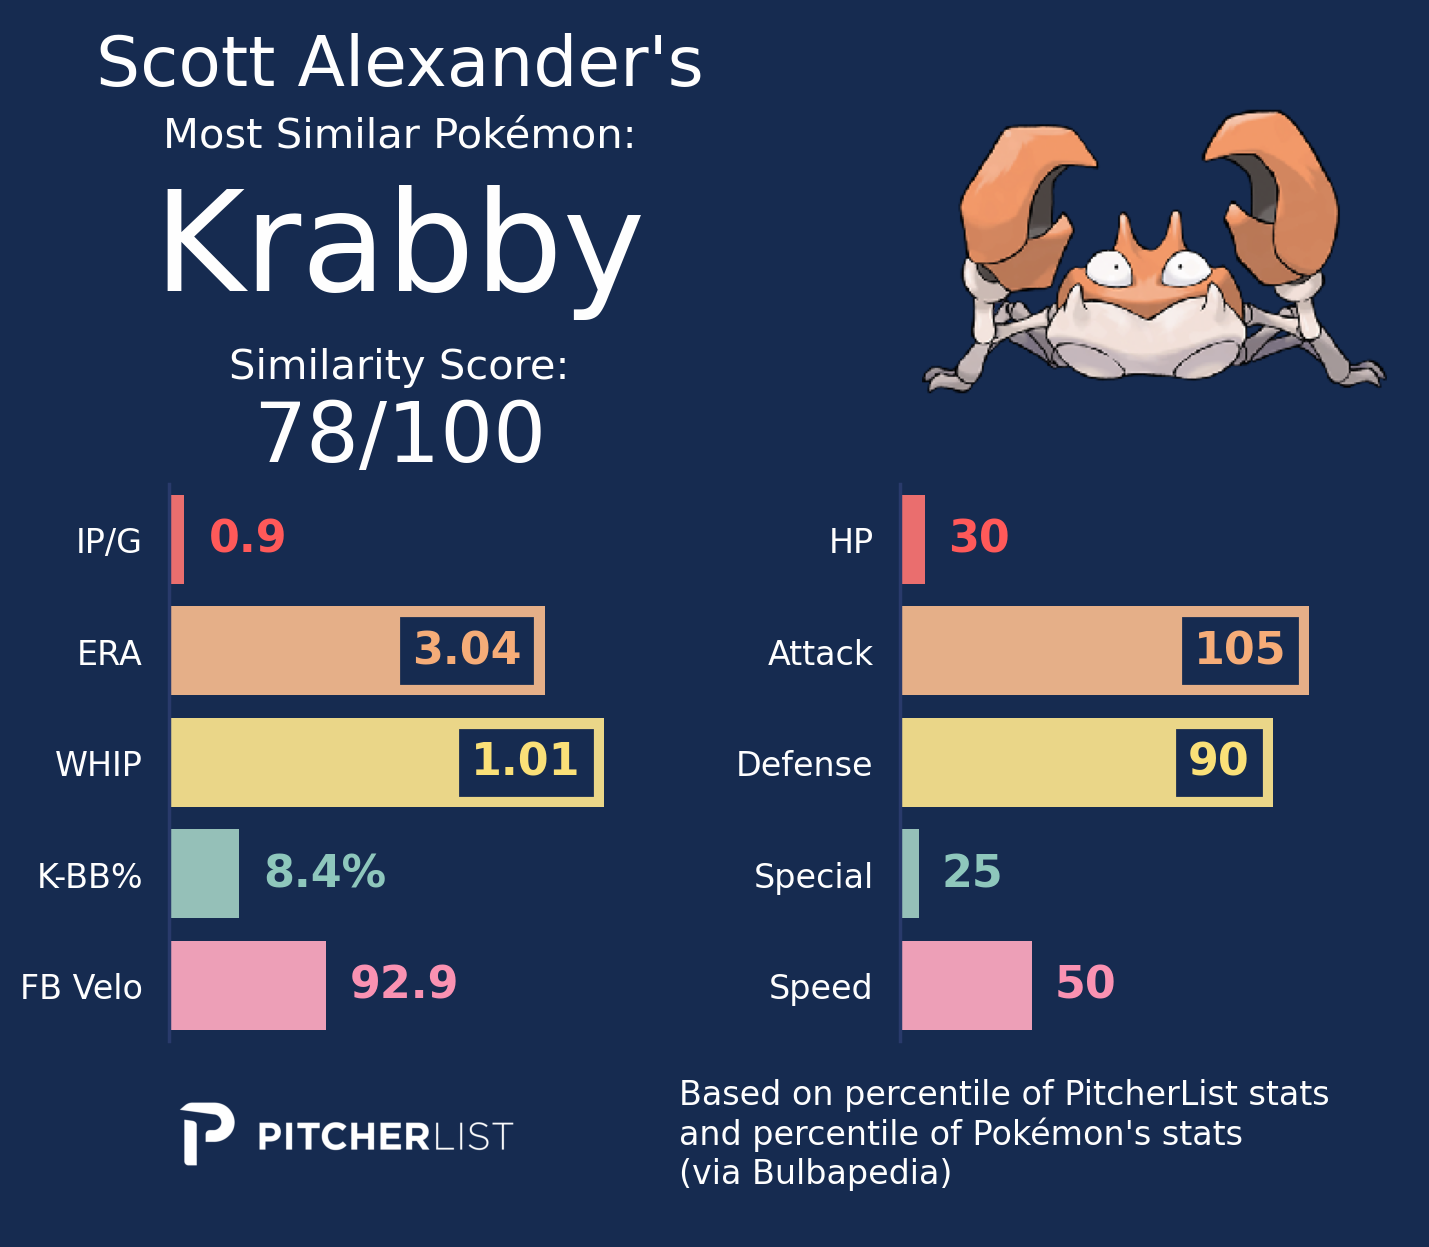 Scott Alexander's
Most Similar Pokémon:
Krabby
Similarity Score:
78/100
IP/G 0.9
ERA 3.04
WHIP 1.01
K-BB% 8.4%
FB Velo 92.9
HP 30
Attack 105
Defense 90
Special 25
Speed 50
PITCHERLIST
Based on percentile of PitcherList stats
and percentile of Pokémon's stats
(via Bulbapedia)